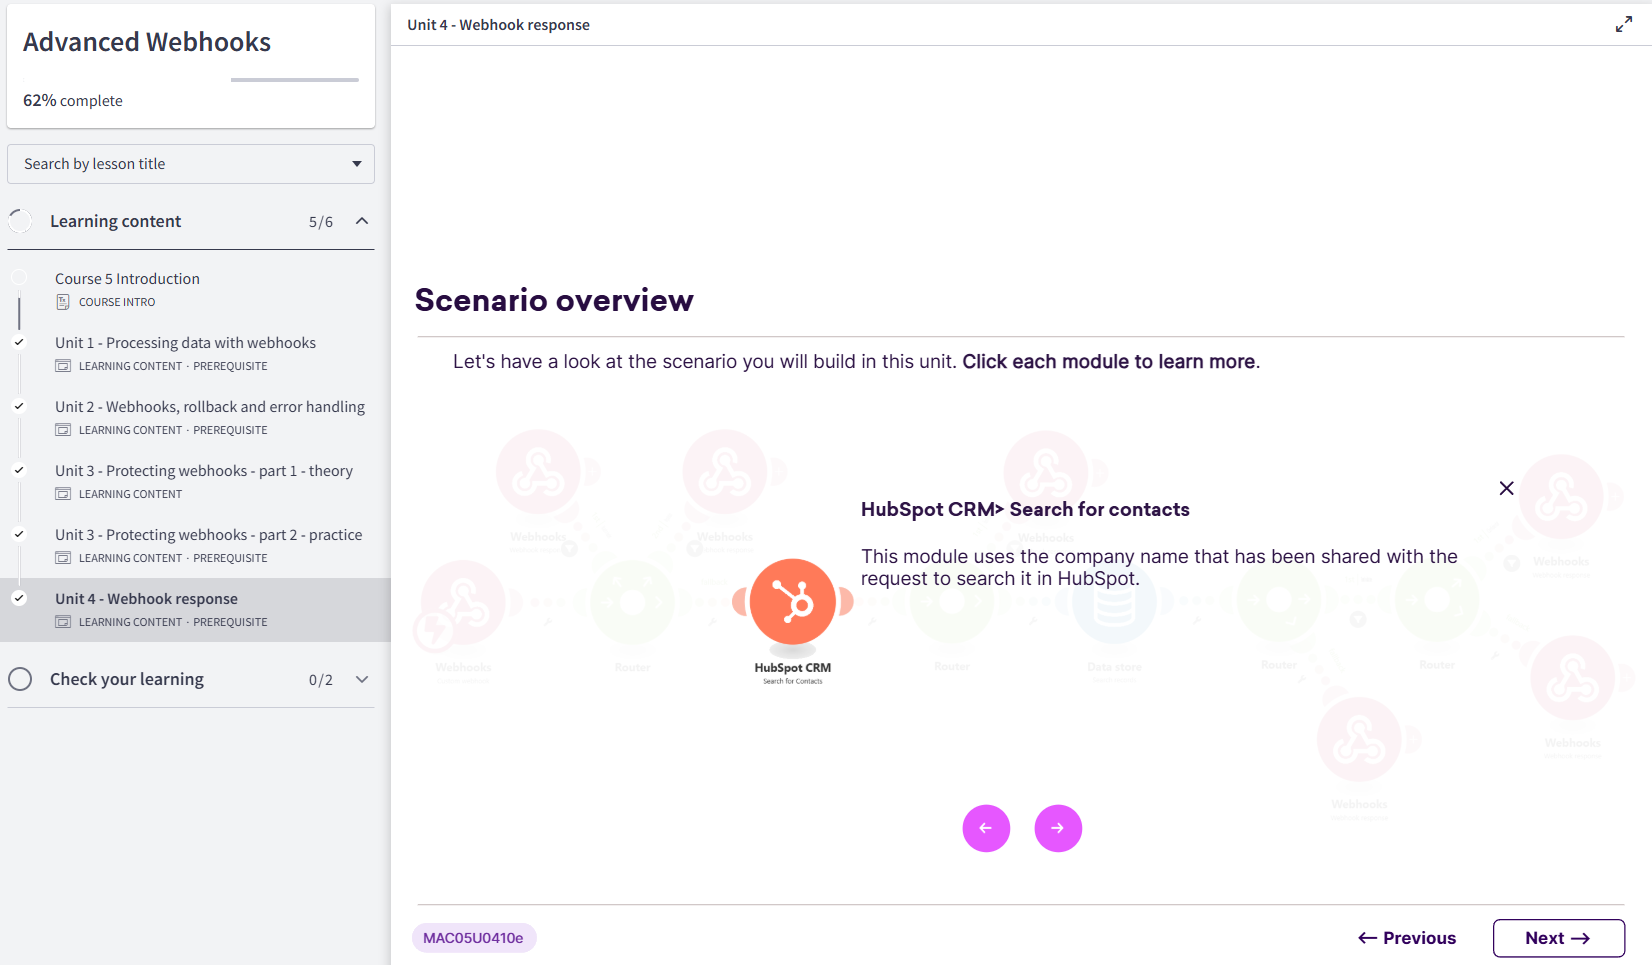 Advanced Webhooks
62% complete
Search by lesson title
Learning content 5/6
Course 5 Introduction
COURSE INTRO
Unit 1 - Processing data with webhooks
LEARNING CONTENT · PREREQUISITE
Unit 2 - Webhooks, rollback and error handling
LEARNING CONTENT · PREREQUISITE
Unit 3 - Protecting webhooks - part 1 - theory
LEARNING CONTENT
Unit 3 - Protecting webhooks - part 2 - practice
LEARNING CONTENT · PREREQUISITE
Unit 4 - Webhook response
LEARNING CONTENT · PREREQUISITE
Check your learning 0/2
Unit 4 - Webhook response
Scenario overview
Let's have a look at the scenario you will build in this unit. Click each module to learn more.
HubSpot CRM> Search for contacts
This module uses the company name that has been shared with the
request to search it in HubSpot.
Webhooks
Webhooks
Webhooks
Webhooks
Webhooks
Router
HubSpot CRM
Search for Contacts
Router
Data store
Router
Router
Webhooks
Webhooks
MAC05U0410e
← Previous
Next →